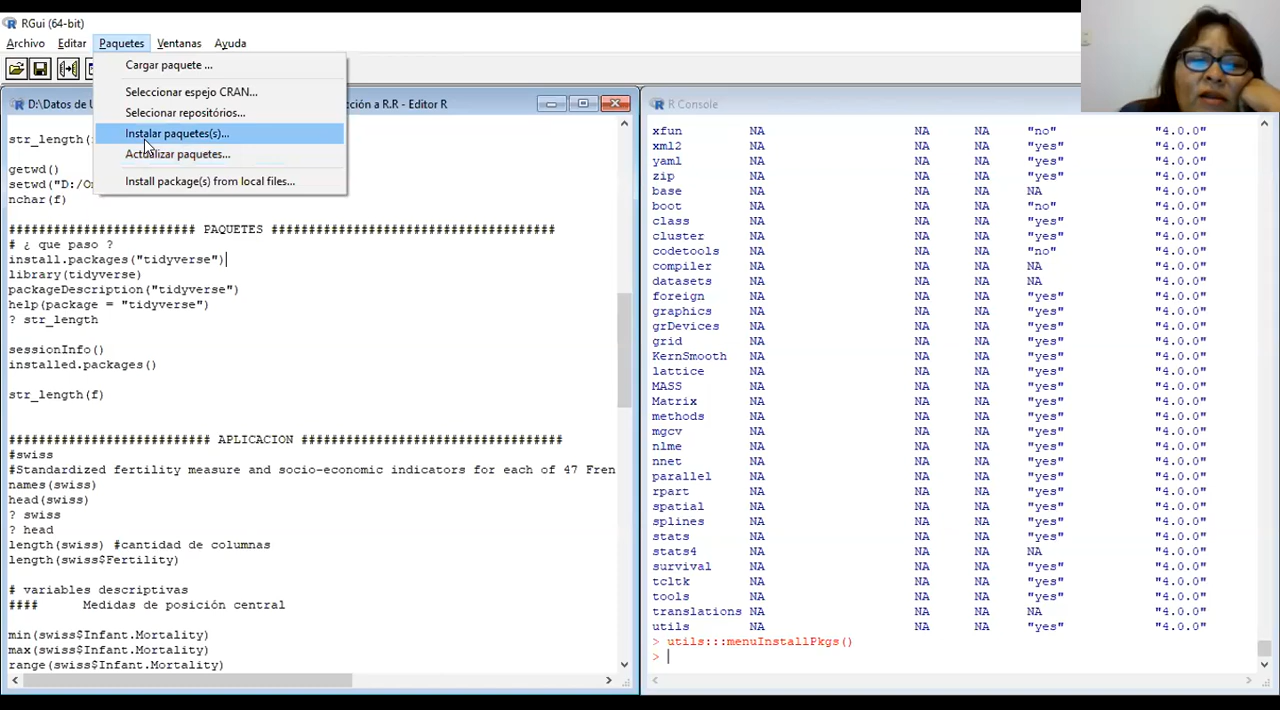 RGui (64-bit)
Archivo Editar Paquetes Ventanas Ayuda
Cargar paquete ...
Seleccionar espejo CRAN...
Selecionar repositórios...
Instalar paquetes(s)...
Actualizar paquetes...
Install package(s) from local files...
D:\Datos de U cción a R.R - Editor R
str_length(
getwd()
setwd("D:/On
nchar(f)
######################### PAQUETES ######################################
# ¿ que paso ?
install.packages("tidyverse")
library(tidyverse)
packageDescription("tidyverse")
help(package = "tidyverse")
? str_length
sessionInfo()
installed.packages()
str_length(f)
########################### APLICACION ###################################
#swiss
#Standardized fertility measure and socio-economic indicators for each of 47 Fren
names(swiss)
head(swiss)
? swiss
? head
length(swiss) #cantidad de columnas
length(swiss$Fertility)
# variables descriptivas
#### Medidas de posición central
min(swiss$Infant.Mortality)
max(swiss$Infant.Mortality)
range(swiss$Infant.Mortality)
R Console
xfun NA NA NA "no" "4.0.0"
xml2 NA NA NA "yes" "4.0.0"
yaml NA NA NA "yes" "4.0.0"
zip NA NA NA "yes" "4.0.0"
base NA NA NA NA "4.0.0"
boot NA NA NA "no" "4.0.0"
class NA NA NA "yes" "4.0.0"
cluster NA NA NA "yes" "4.0.0"
codetools NA NA NA "no" "4.0.0"
compiler NA NA NA NA "4.0.0"
datasets NA NA NA NA "4.0.0"
foreign NA NA NA "yes" "4.0.0"
graphics NA NA NA "yes" "4.0.0"
grDevices NA NA NA "yes" "4.0.0"
grid NA NA NA "yes" "4.0.0"
KernSmooth NA NA NA "yes" "4.0.0"
lattice NA NA NA "yes" "4.0.0"
MASS NA NA NA "yes" "4.0.0"
Matrix NA NA NA "yes" "4.0.0"
methods NA NA NA "yes" "4.0.0"
mgcv NA NA NA "yes" "4.0.0"
nlme NA NA NA "yes" "4.0.0"
nnet NA NA NA "yes" "4.0.0"
parallel NA NA NA "yes" "4.0.0"
rpart NA NA NA "yes" "4.0.0"
spatial NA NA NA "yes" "4.0.0"
splines NA NA NA "yes" "4.0.0"
stats NA NA NA "yes" "4.0.0"
stats4 NA NA NA NA "4.0.0"
survival NA NA NA "yes" "4.0.0"
tcltk NA NA NA "yes" "4.0.0"
tools NA NA NA "yes" "4.0.0"
translations NA NA NA NA "4.0.0"
utils NA NA NA "yes" "4.0.0"
> utils:::menuInstallPkgs()
>